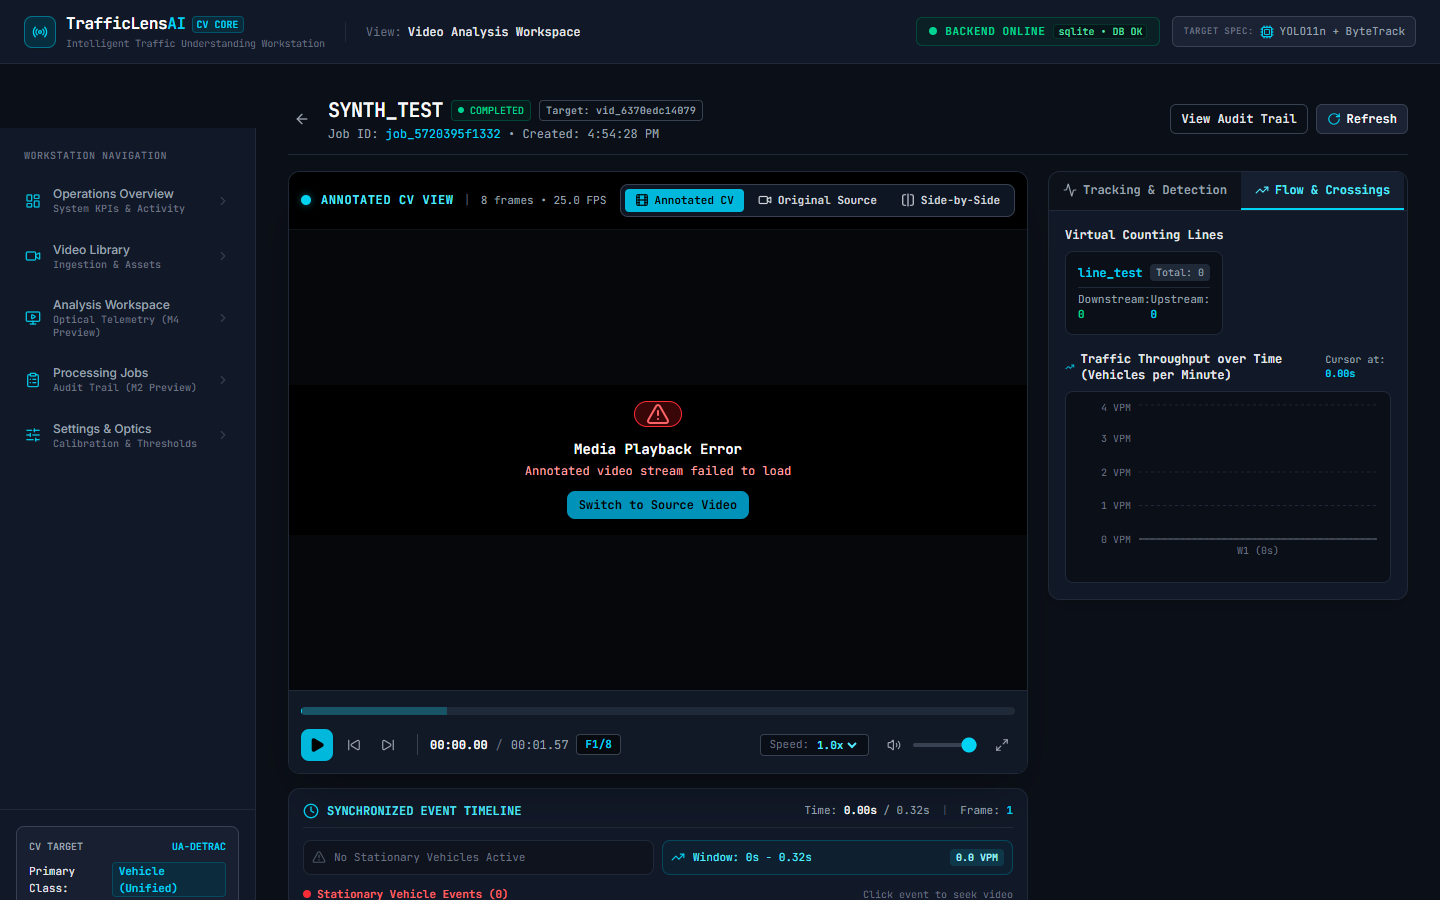 TrafficLensAI CV CORE
Intelligent Traffic Understanding Workstation
View: Video Analysis Workspace
BACKEND ONLINE sqlite • DB OK
TARGET SPEC: YOLO11n + ByteTrack
WORKSTATION NAVIGATION
Operations Overview
System KPIs & Activity
Video Library
Ingestion & Assets
Analysis Workspace
Optical Telemetry (M4
Preview)
Processing Jobs
Audit Trail (M2 Preview)
Settings & Optics
Calibration & Thresholds
CV TARGET UA-DETRAC
Primary
Class:
Vehicle
(Unified)
SYNTH_TEST COMPLETED Target: vid_6370edc14079
Job ID: job_5720395f1332 • Created: 4:54:28 PM
View Audit Trail
Refresh
ANNOTATED CV VIEW | 8 frames • 25.0 FPS
Annotated CV
Original Source
Side-by-Side
Media Playback Error
Annotated video stream failed to load
Switch to Source Video
00:00.00 / 00:01.57 F1/8
Speed: 1.0x
SYNCHRONIZED EVENT TIMELINE
Time: 0.00s / 0.32s | Frame: 1
No Stationary Vehicles Active
Window: 0s - 0.32s 0.0 VPM
Stationary Vehicle Events (0)
Click event to seek video
Tracking & Detection
Flow & Crossings
Virtual Counting Lines
line_test Total: 0
Downstream: Upstream:
0 0
Traffic Throughput over Time
(Vehicles per Minute)
Cursor at:
0.00s
4 VPM
3 VPM
2 VPM
1 VPM
0 VPM
W1 (0s)